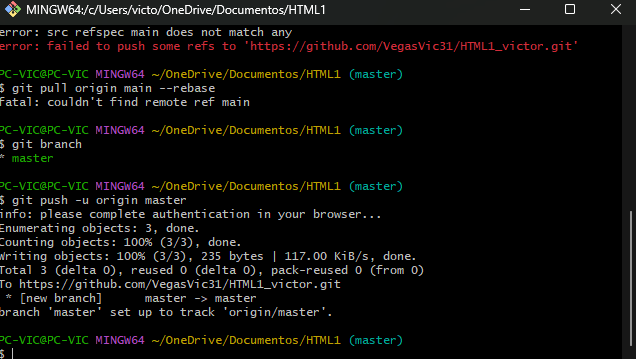 MINGW64:/c/Users/victo/OneDrive/Documentos/HTML1
error: src refspec main does not match any
error: failed to push some refs to 'https://github.com/VegasVic31/HTML1_victor.git'
PC-VIC@PC-VIC MINGW64 ~/OneDrive/Documentos/HTML1 (master)
$ git pull origin main --rebase
fatal: couldn't find remote ref main
PC-VIC@PC-VIC MINGW64 ~/OneDrive/Documentos/HTML1 (master)
$ git branch
* master
PC-VIC@PC-VIC MINGW64 ~/OneDrive/Documentos/HTML1 (master)
$ git push -u origin master
info: please complete authentication in your browser...
Enumerating objects: 3, done.
Counting objects: 100% (3/3), done.
Writing objects: 100% (3/3), 235 bytes | 117.00 KiB/s, done.
Total 3 (delta 0), reused 0 (delta 0), pack-reused 0 (from 0)
To https://github.com/VegasVic31/HTML1_victor.git
* [new branch] master -> master
branch 'master' set up to track 'origin/master'.
PC-VIC@PC-VIC MINGW64 ~/OneDrive/Documentos/HTML1 (master)
$